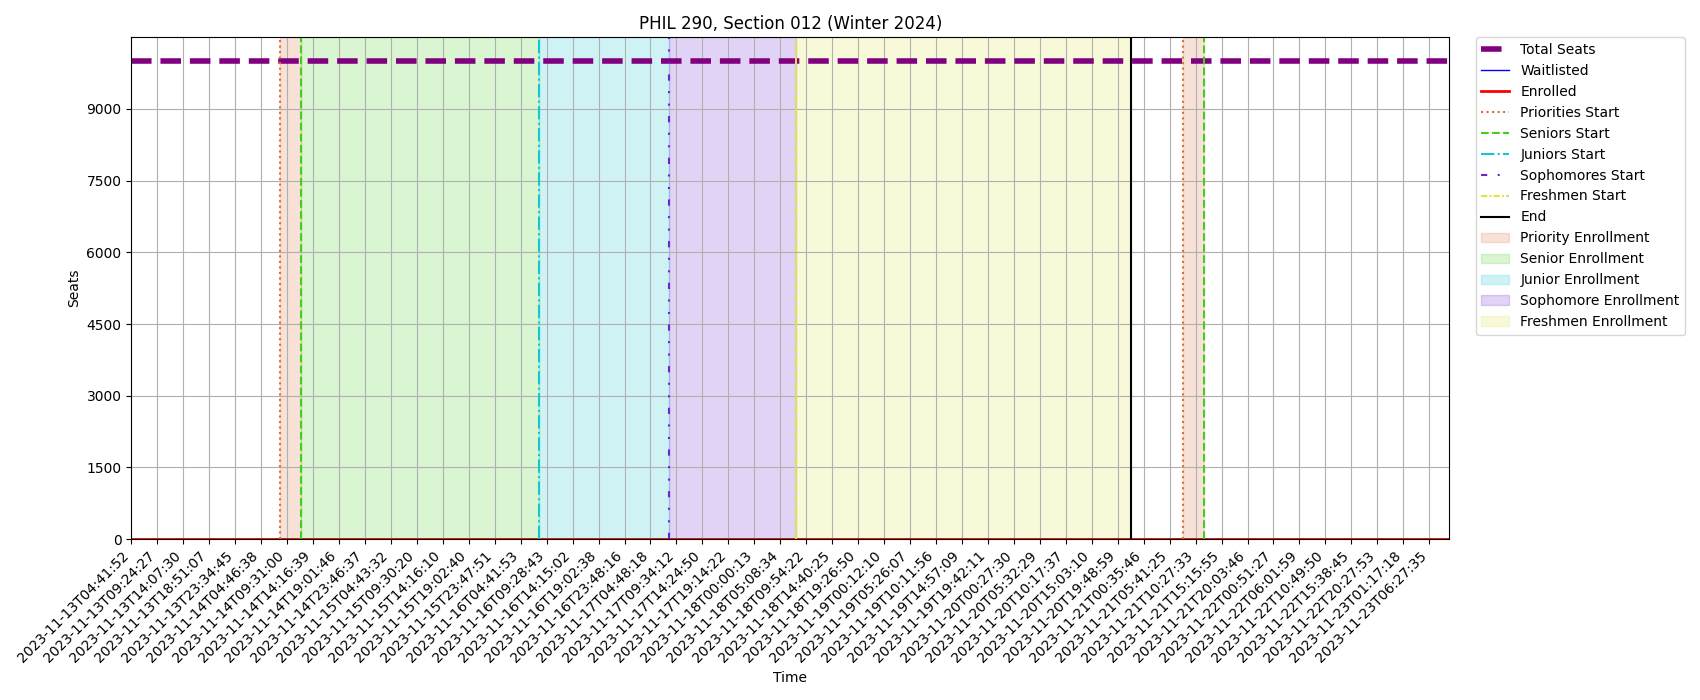 PHIL 290, Section 012 (Winter 2024)
Total Seats
Waitlisted
Enrolled
Priorities Start
Seniors Start
Juniors Start
Sophomores Start
Freshmen Start
End
Priority Enrollment
Senior Enrollment
Junior Enrollment
Sophomore Enrollment
Freshmen Enrollment
Seats
9000
7500
6000
4500
3000
1500
0
2023-11-13T04:41:52
2023-11-13T09:24:27
2023-11-13T14:07:30
2023-11-13T18:51:07
2023-11-13T23:34:45
2023-11-14T04:46:38
2023-11-14T09:31:00
2023-11-14T14:16:39
2023-11-14T19:01:46
2023-11-14T23:46:37
2023-11-15T04:43:32
2023-11-15T09:30:20
2023-11-15T14:16:10
2023-11-15T19:02:40
2023-11-15T23:47:51
2023-11-16T04:41:53
2023-11-16T09:28:43
2023-11-16T14:15:02
2023-11-16T19:02:38
2023-11-16T23:48:16
2023-11-17T04:48:18
2023-11-17T09:34:12
2023-11-17T14:24:50
2023-11-17T19:14:22
2023-11-18T00:00:13
2023-11-18T05:08:34
2023-11-18T09:54:22
2023-11-18T14:40:25
2023-11-18T19:26:50
2023-11-19T00:12:10
2023-11-19T05:26:07
2023-11-19T10:11:56
2023-11-19T14:57:09
2023-11-19T19:42:11
2023-11-20T00:27:30
2023-11-20T05:32:29
2023-11-20T10:17:37
2023-11-20T15:03:10
2023-11-20T19:48:59
2023-11-21T00:35:46
2023-11-21T05:41:25
2023-11-21T10:27:33
2023-11-21T15:15:55
2023-11-21T20:03:46
2023-11-22T00:51:27
2023-11-22T06:01:59
2023-11-22T10:49:50
2023-11-22T15:38:45
2023-11-22T20:27:53
2023-11-23T01:17:18
2023-11-23T06:27:35
Time